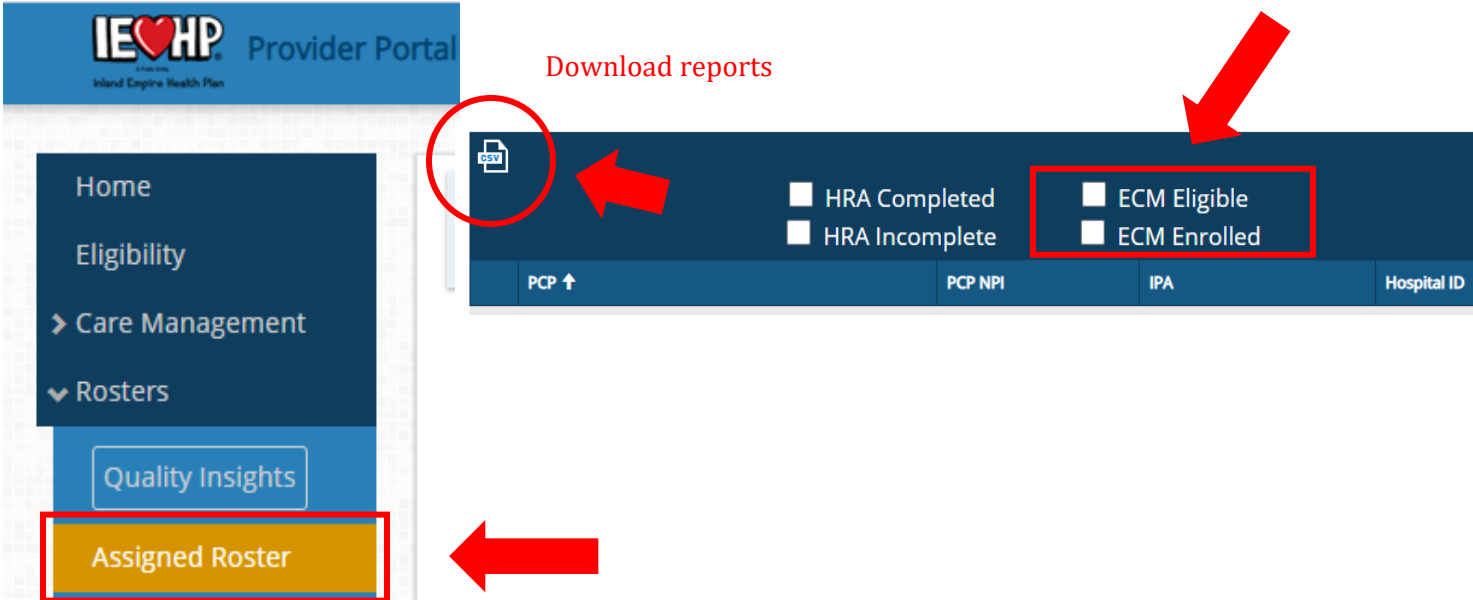 IEHP
A Public Entity
Inland Empire Health Plan
Provider Portal
Download reports
Home
Eligibility
Care Management
Rosters
Quality Insights
Assigned Roster
CSV
HRA Completed
HRA Incomplete
ECM Eligible
ECM Enrolled
PCP
PCP NPI
IPA
Hospital ID